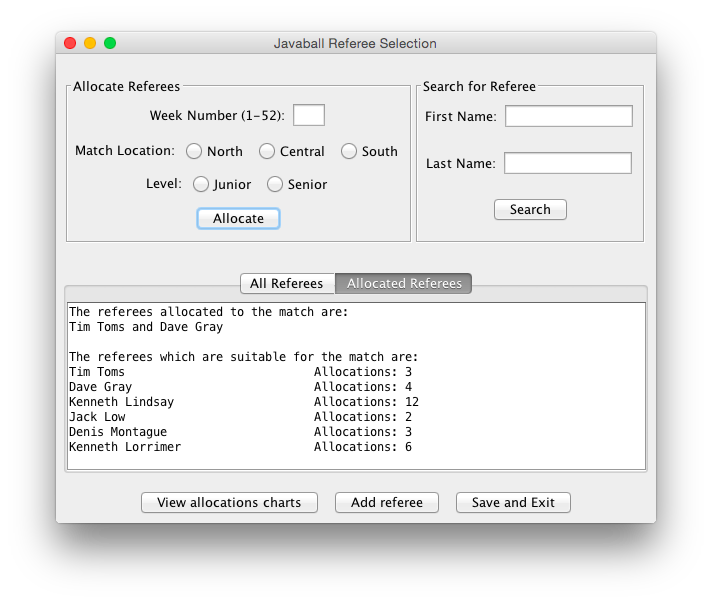 Javaball Referee Selection
Allocate Referees
Week Number (1-52):
Match Location: North Central South
Level: Junior Senior
Allocate
Search for Referee
First Name:
Last Name:
Search
All Referees Allocated Referees
The referees allocated to the match are:
Tim Toms and Dave Gray
The referees which are suitable for the match are:
Tim Toms Allocations: 3
Dave Gray Allocations: 4
Kenneth Lindsay Allocations: 12
Jack Low Allocations: 2
Denis Montague Allocations: 3
Kenneth Lorrimer Allocations: 6
View allocations charts Add referee Save and Exit